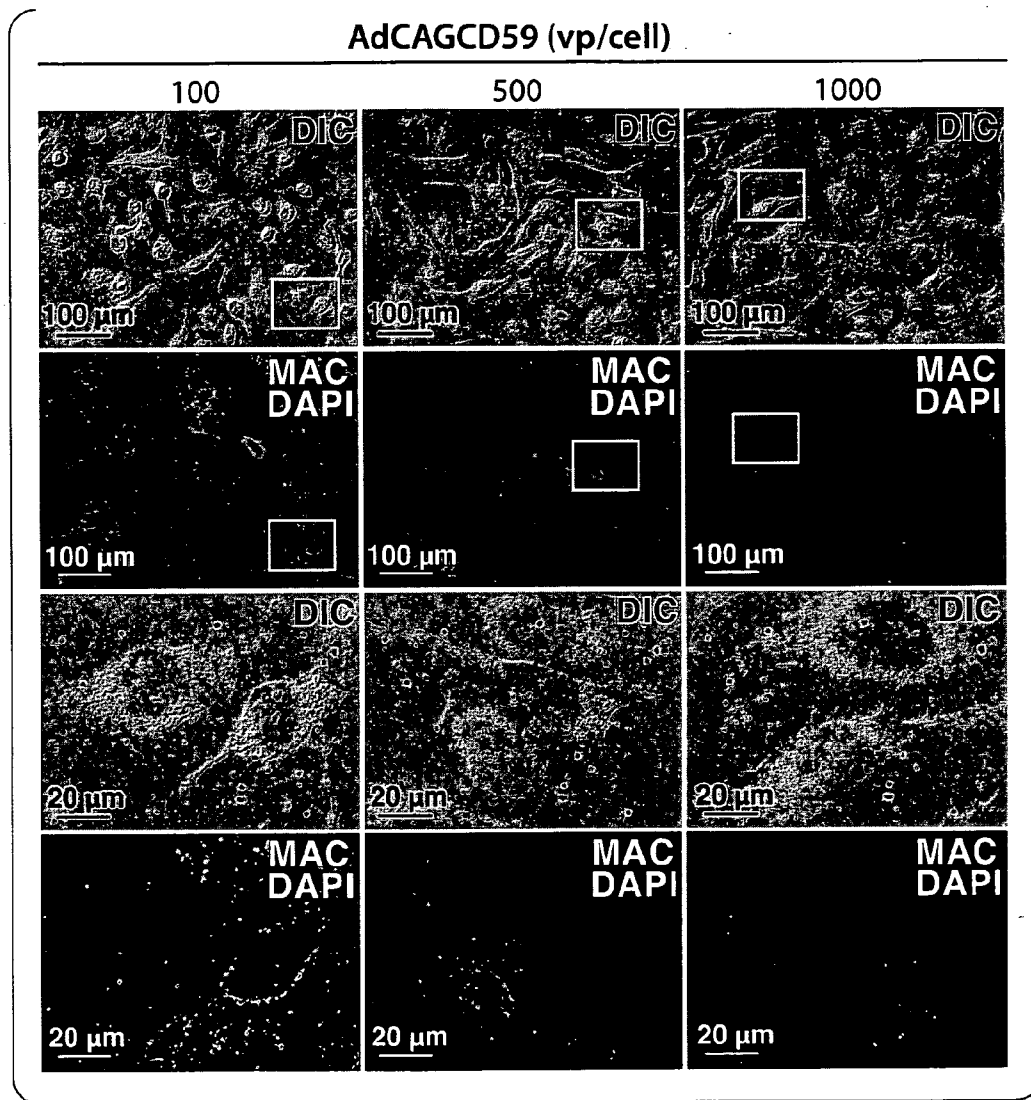 AdCAGCD59 (vp/cell)
100 500 1000
DIC DIC DIC
100 µm 100 µm 100 µm
MAC MAC MAC
DAPI DAPI DAPI
100 µm 100 µm 100 µm
DIC DIC DIC
20 µm 20 µm 20 µm
MAC MAC MAC
DAPI DAPI DAPI
20 µm 20 µm 20 µm